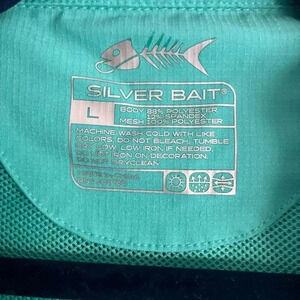 SILVER BAIT®
L
BODY: 88% POLYESTER
12% SPANDEX
MESH: 100% POLYESTER
MACHINE WASH COLD WITH LIKE
COLORS. DO NOT BLEACH. TUMBLE
DRY LOW. LOW IRON, IF NEEDED.
DO NOT IRON ON DECORATION.
DO NOT DRYCLEAN.